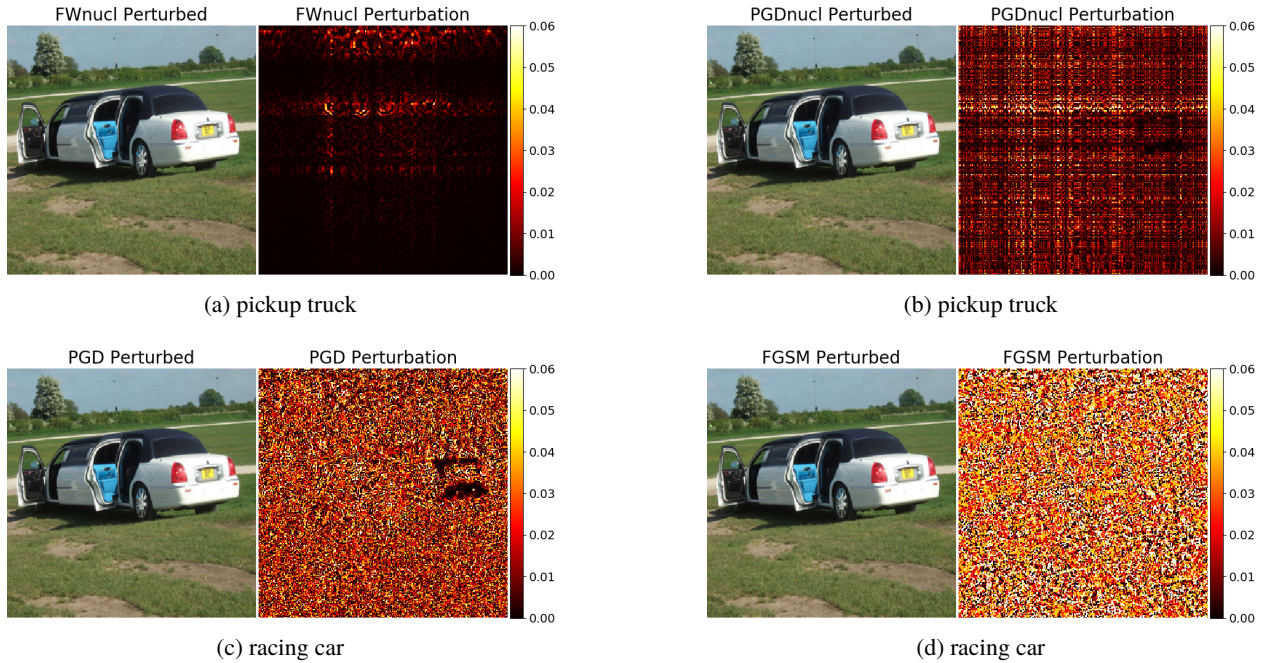 FWnucl Perturbed
FWnucl Perturbation
0.06
0.05
0.04
0.03
0.02
0.01
0.00
(a) pickup truck
PGDnucl Perturbed
PGDnucl Perturbation
0.06
0.05
0.04
0.03
0.02
0.01
0.00
(b) pickup truck
PGD Perturbed
PGD Perturbation
0.06
0.05
0.04
0.03
0.02
0.01
0.00
(c) racing car
FGSM Perturbed
FGSM Perturbation
0.06
0.05
0.04
0.03
0.02
0.01
0.00
(d) racing car